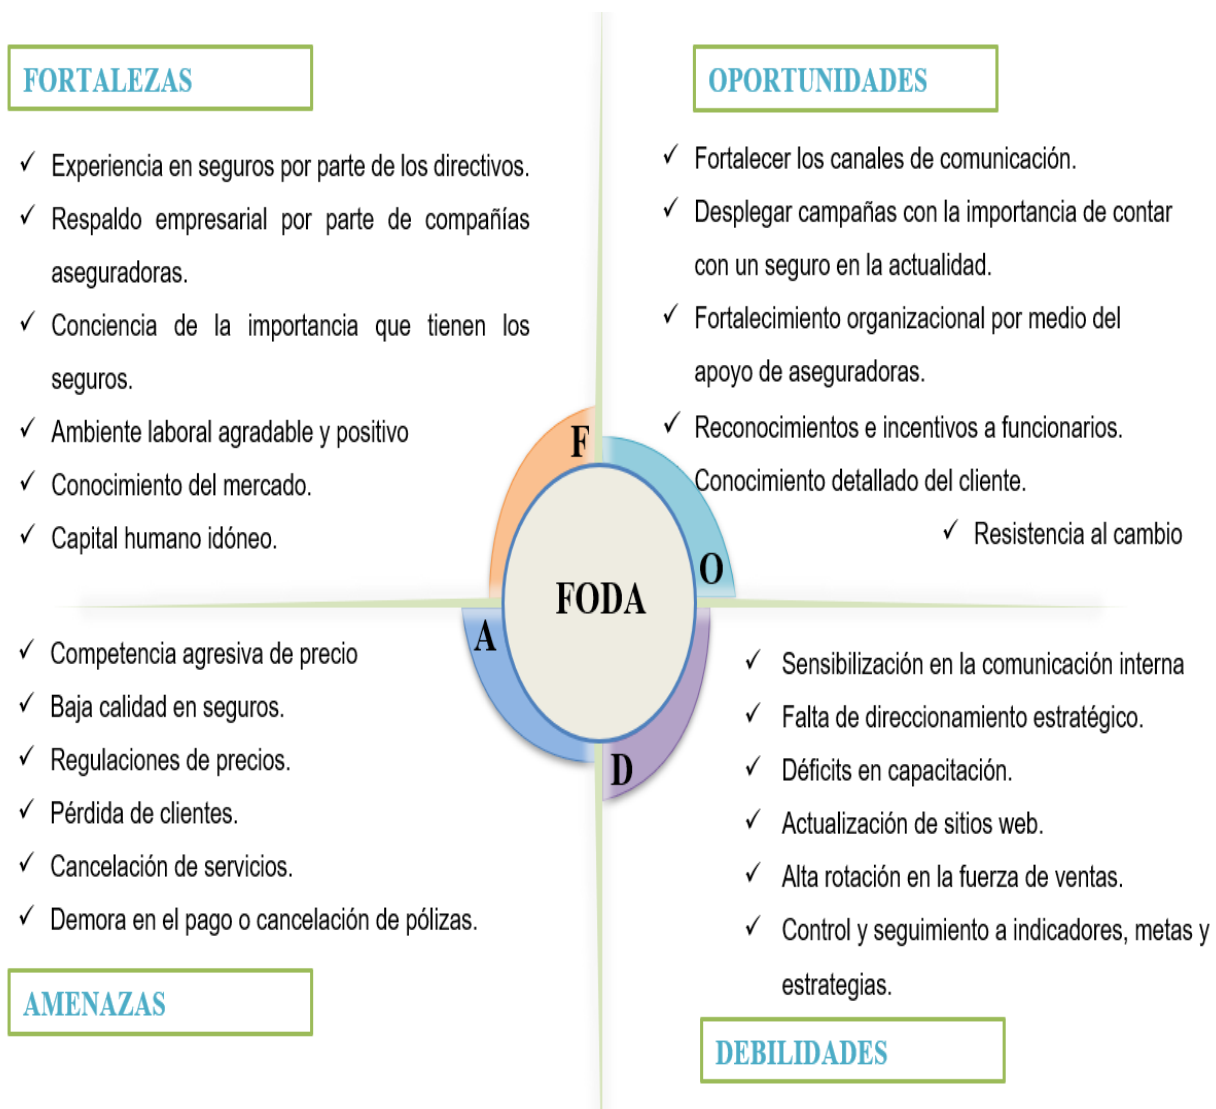 FORTALEZAS
✓ Experiencia en seguros por parte de los directivos.
✓ Respaldo empresarial por parte de compañías
aseguradoras.
✓ Conciencia de la importancia que tienen los
seguros.
✓ Ambiente laboral agradable y positivo
✓ Conocimiento del mercado.
✓ Capital humano idóneo.
OPORTUNIDADES
✓ Fortalecer los canales de comunicación.
✓ Desplegar campañas con la importancia de contar
con un seguro en la actualidad.
✓ Fortalecimiento organizacional por medio del
apoyo de aseguradoras.
✓ Reconocimientos e incentivos a funcionarios.
Conocimiento detallado del cliente.
✓ Resistencia al cambio
F
O
FODA
A
D
✓ Competencia agresiva de precio
✓ Baja calidad en seguros.
✓ Regulaciones de precios.
✓ Pérdida de clientes.
✓ Cancelación de servicios.
✓ Demora en el pago o cancelación de pólizas.
AMENAZAS
✓ Sensibilización en la comunicación interna
✓ Falta de direccionamiento estratégico.
✓ Déficits en capacitación.
✓ Actualización de sitios web.
✓ Alta rotación en la fuerza de ventas.
✓ Control y seguimiento a indicadores, metas y
estrategias.
DEBILIDADES